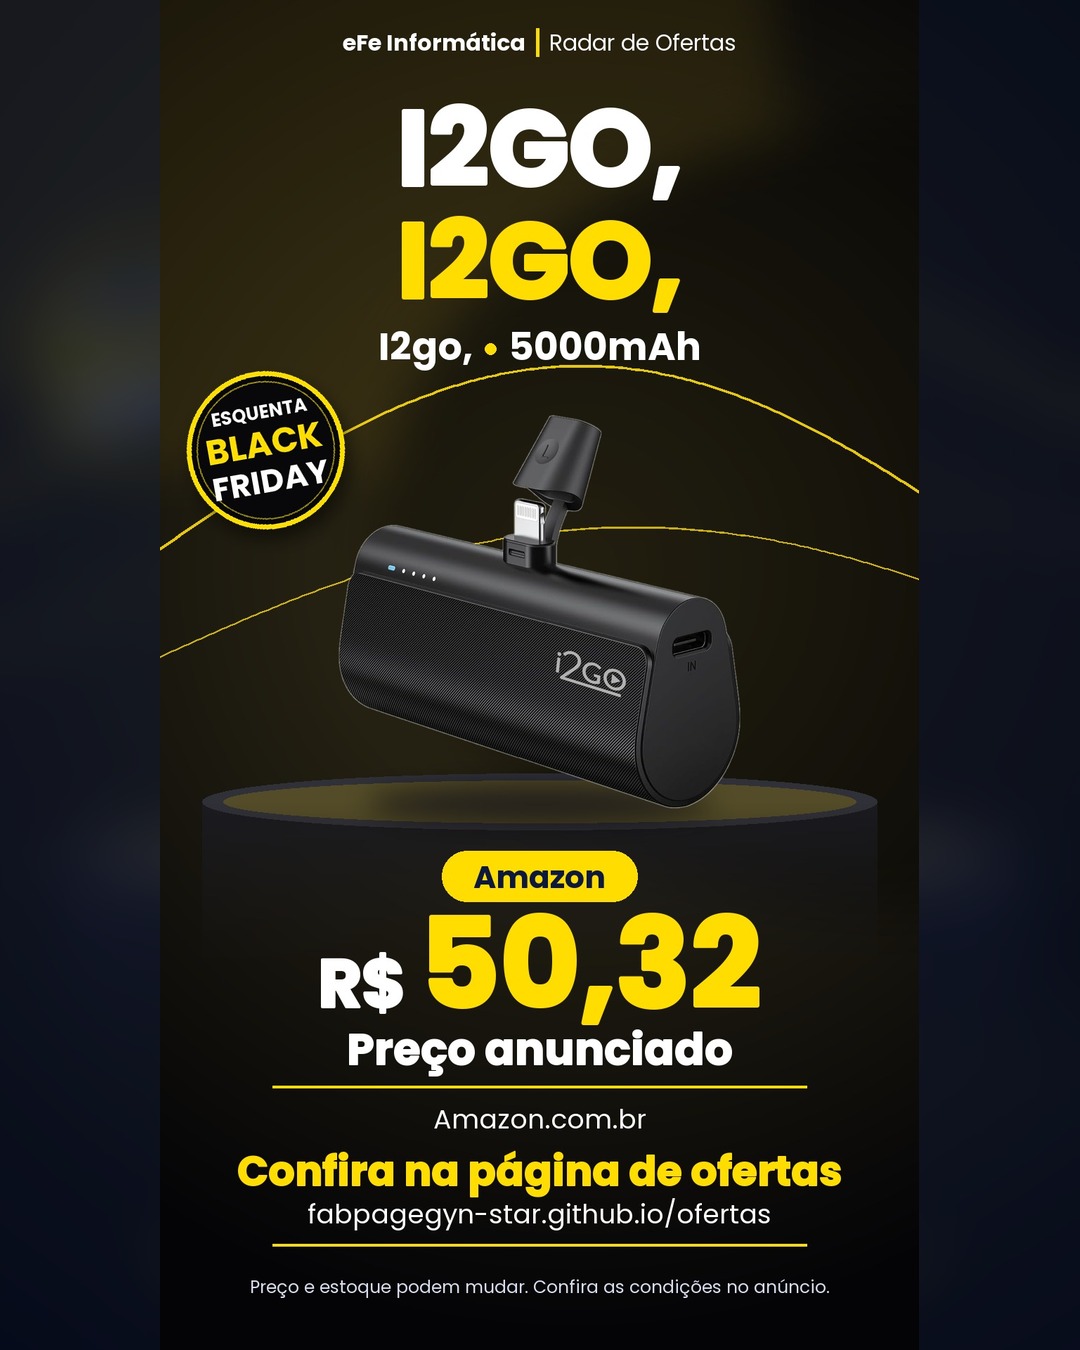 eFe Informática | Radar de Ofertas
I2GO,
I2GO,
I2go, • 5000mAh
ESQUENTA
BLACK
FRIDAY
L
i2GO
IN
Amazon
R$ 50,32
Preço anunciado
Amazon.com.br
Confira na página de ofertas
fabpagegyn-star.github.io/ofertas
Preço e estoque podem mudar. Confira as condições no anúncio.